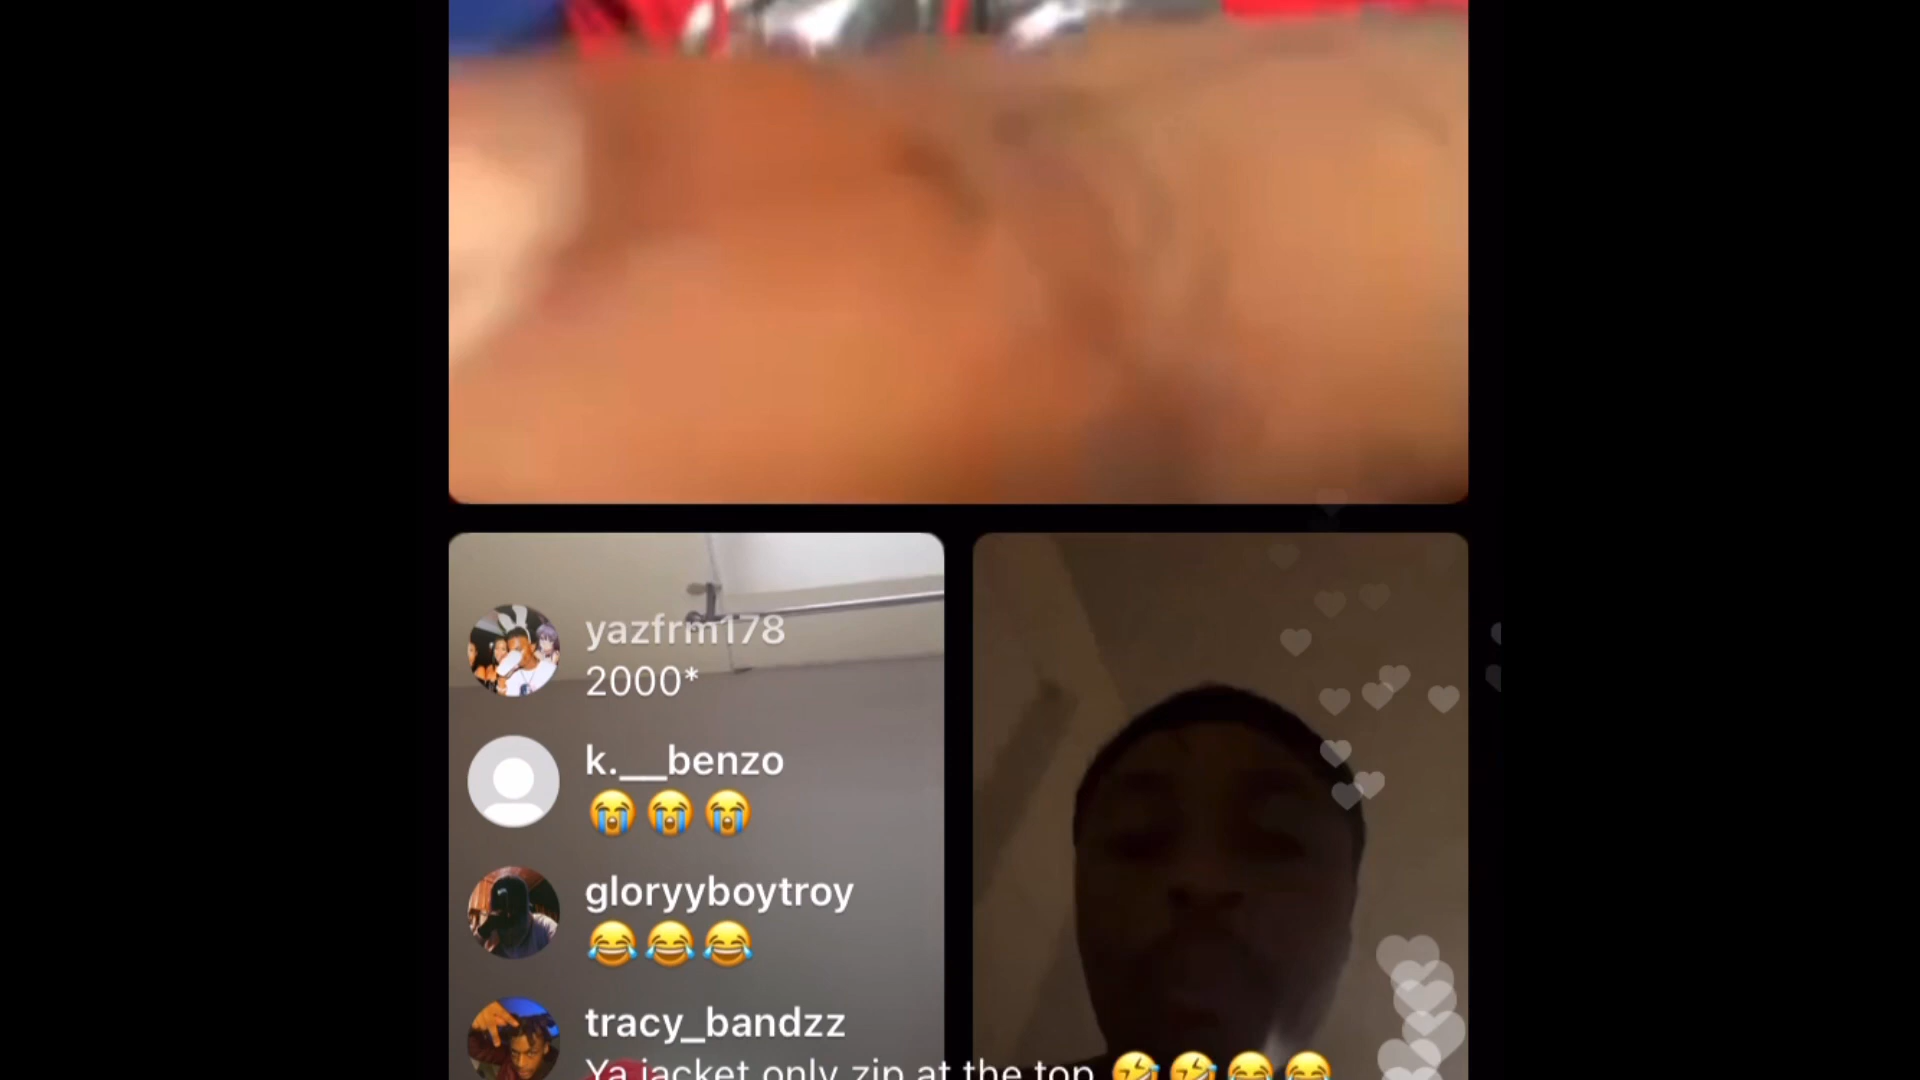 yazfrm178
2000*
k.__benzo
😭😭😭
gloryyboytroy
😂😂😂
tracy_bandzz
Ya jacket only zip at the top 🤣🤣😂😂